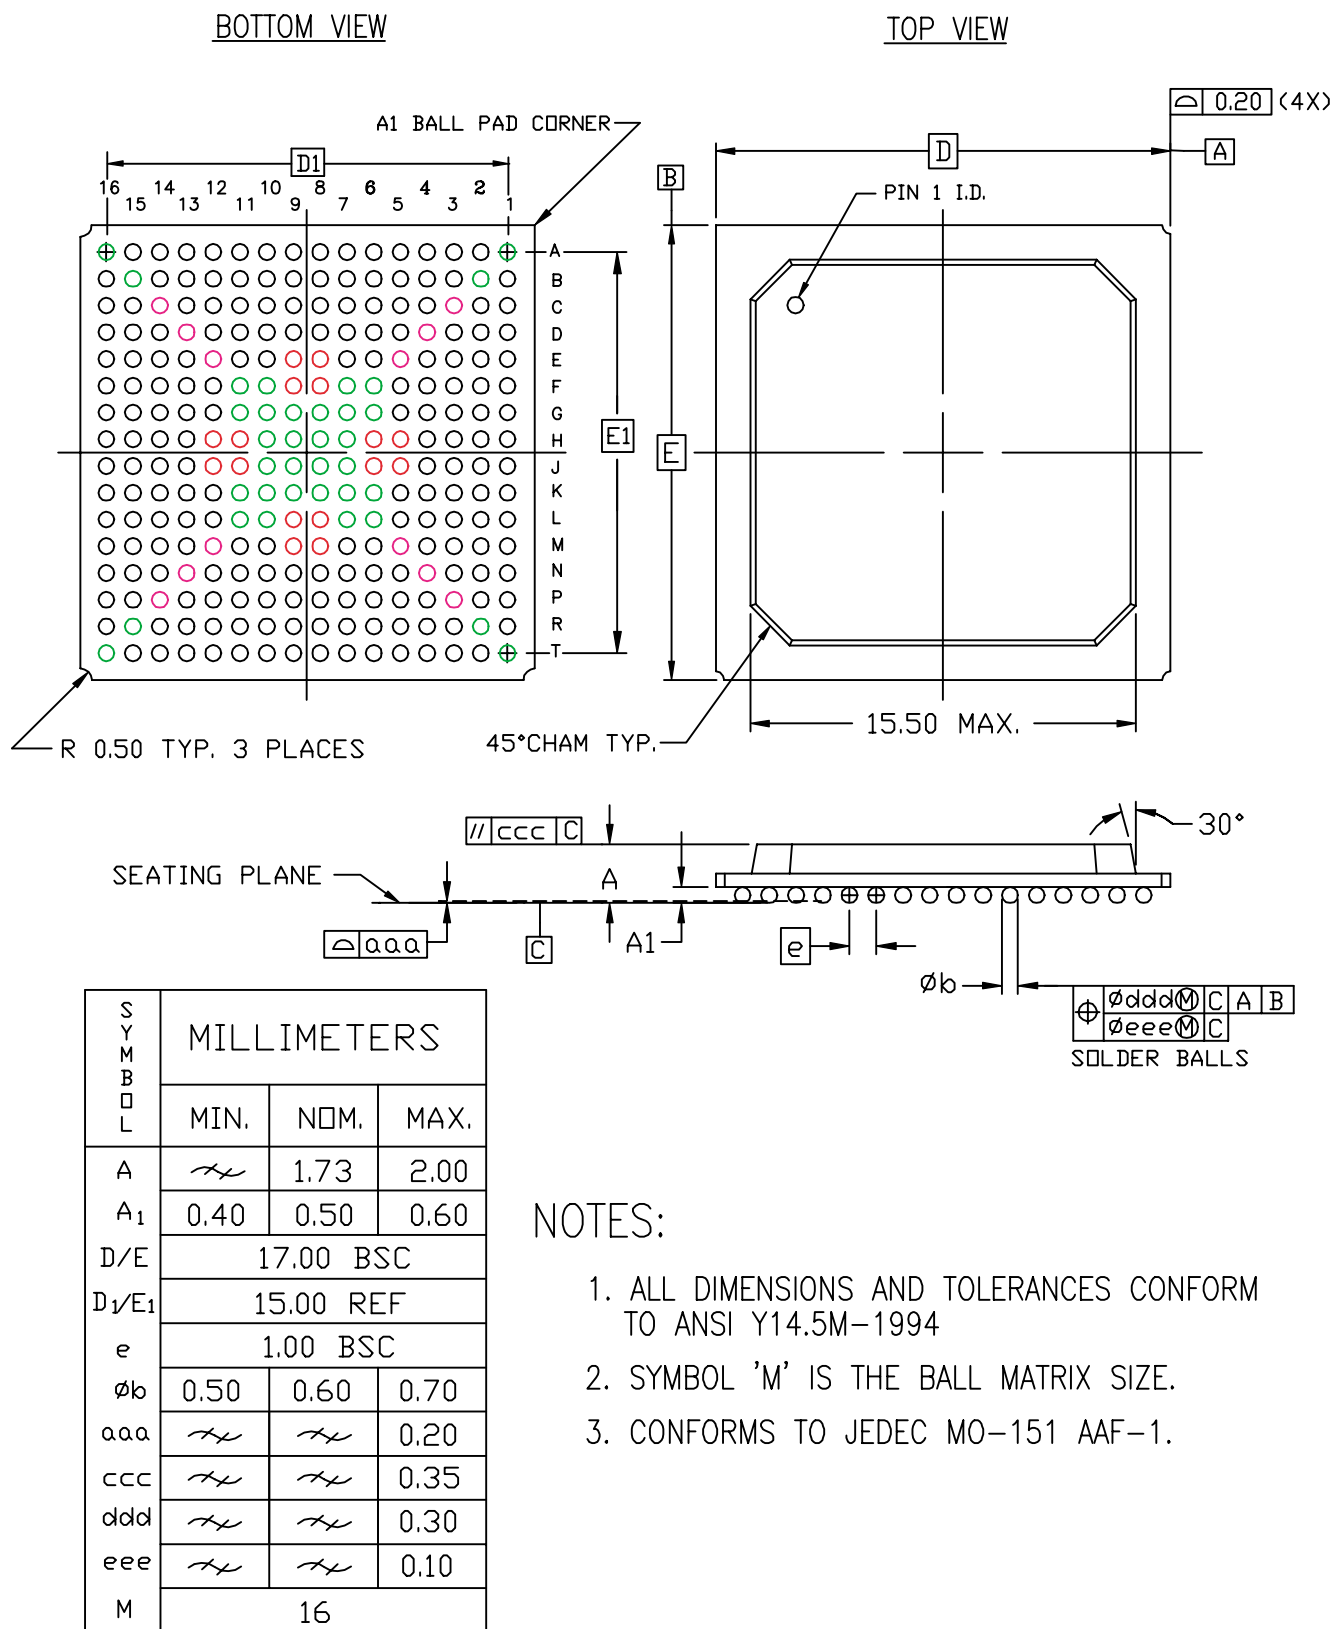 BOTTOM VIEW
TOP VIEW
0.20 (4X)
A1 BALL PAD CORNER
D1
D
A
B
16 14 12 10 8 6 4 2
15 13 11 9 7 5 3 1
PIN 1 I.D.
A
B
C
D
E
F
G
H
J
K
L
M
N
P
R
T
E1
E
R 0.50 TYP. 3 PLACES
45°CHAM TYP.
15.50 MAX.
// ccc C
30°
SEATING PLANE
A
aaa
C
A1
e
Øb
Øddd Ⓜ C A B
Øeee Ⓜ C
SOLDER BALLS
SYMBOL
MILLIMETERS
MIN. NOM. MAX.
A 1.73 2.00
A1 0.40 0.50 0.60
D/E 17.00 BSC
D1/E1 15.00 REF
e 1.00 BSC
Øb 0.50 0.60 0.70
aaa 0.20
ccc 0.35
ddd 0.30
eee 0.10
M 16
NOTES:
1. ALL DIMENSIONS AND TOLERANCES CONFORM
TO ANSI Y14.5M-1994
2. SYMBOL 'M' IS THE BALL MATRIX SIZE.
3. CONFORMS TO JEDEC MO-151 AAF-1.